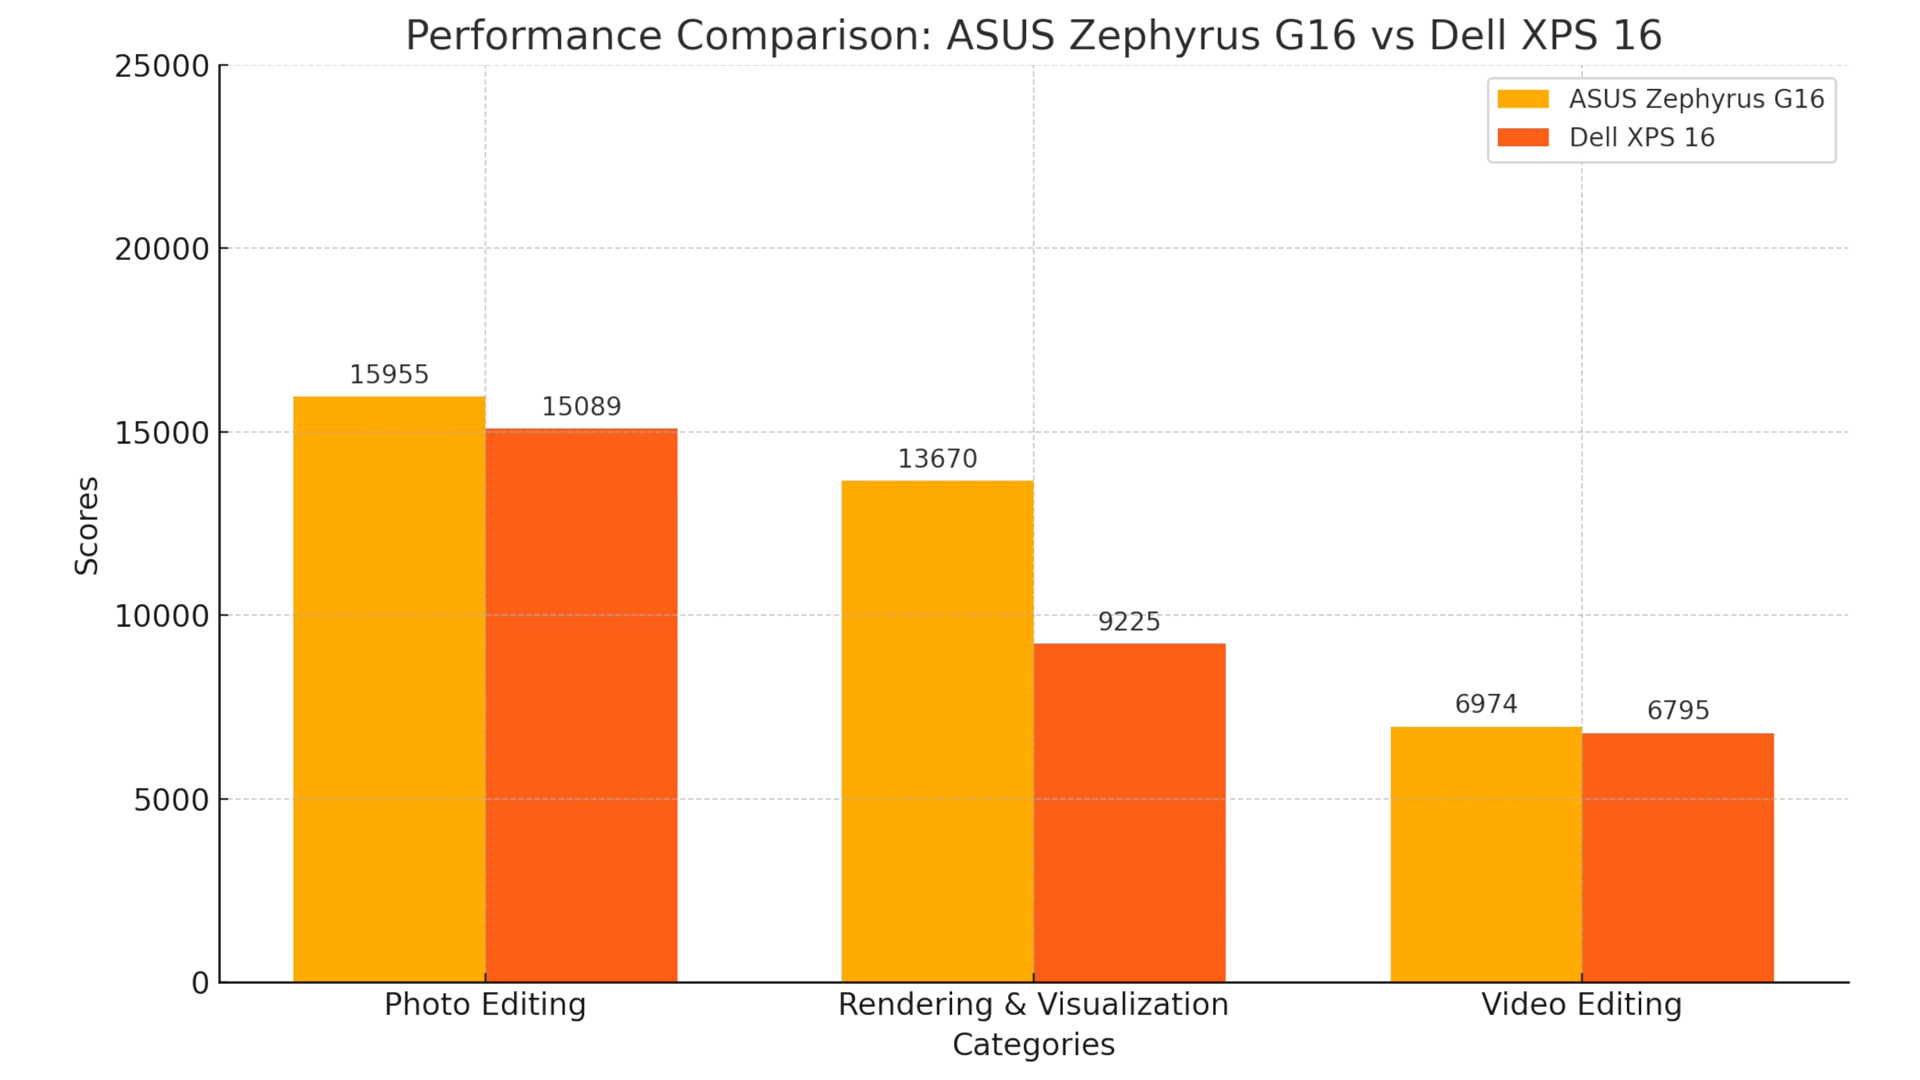 Performance Comparison: ASUS Zephyrus G16 vs Dell XPS 16
ASUS Zephyrus G16
Dell XPS 16
25000
20000
15000
10000
5000
0
Scores
15955
15089
13670
9225
6974
6795
Photo Editing
Rendering & Visualization
Video Editing
Categories